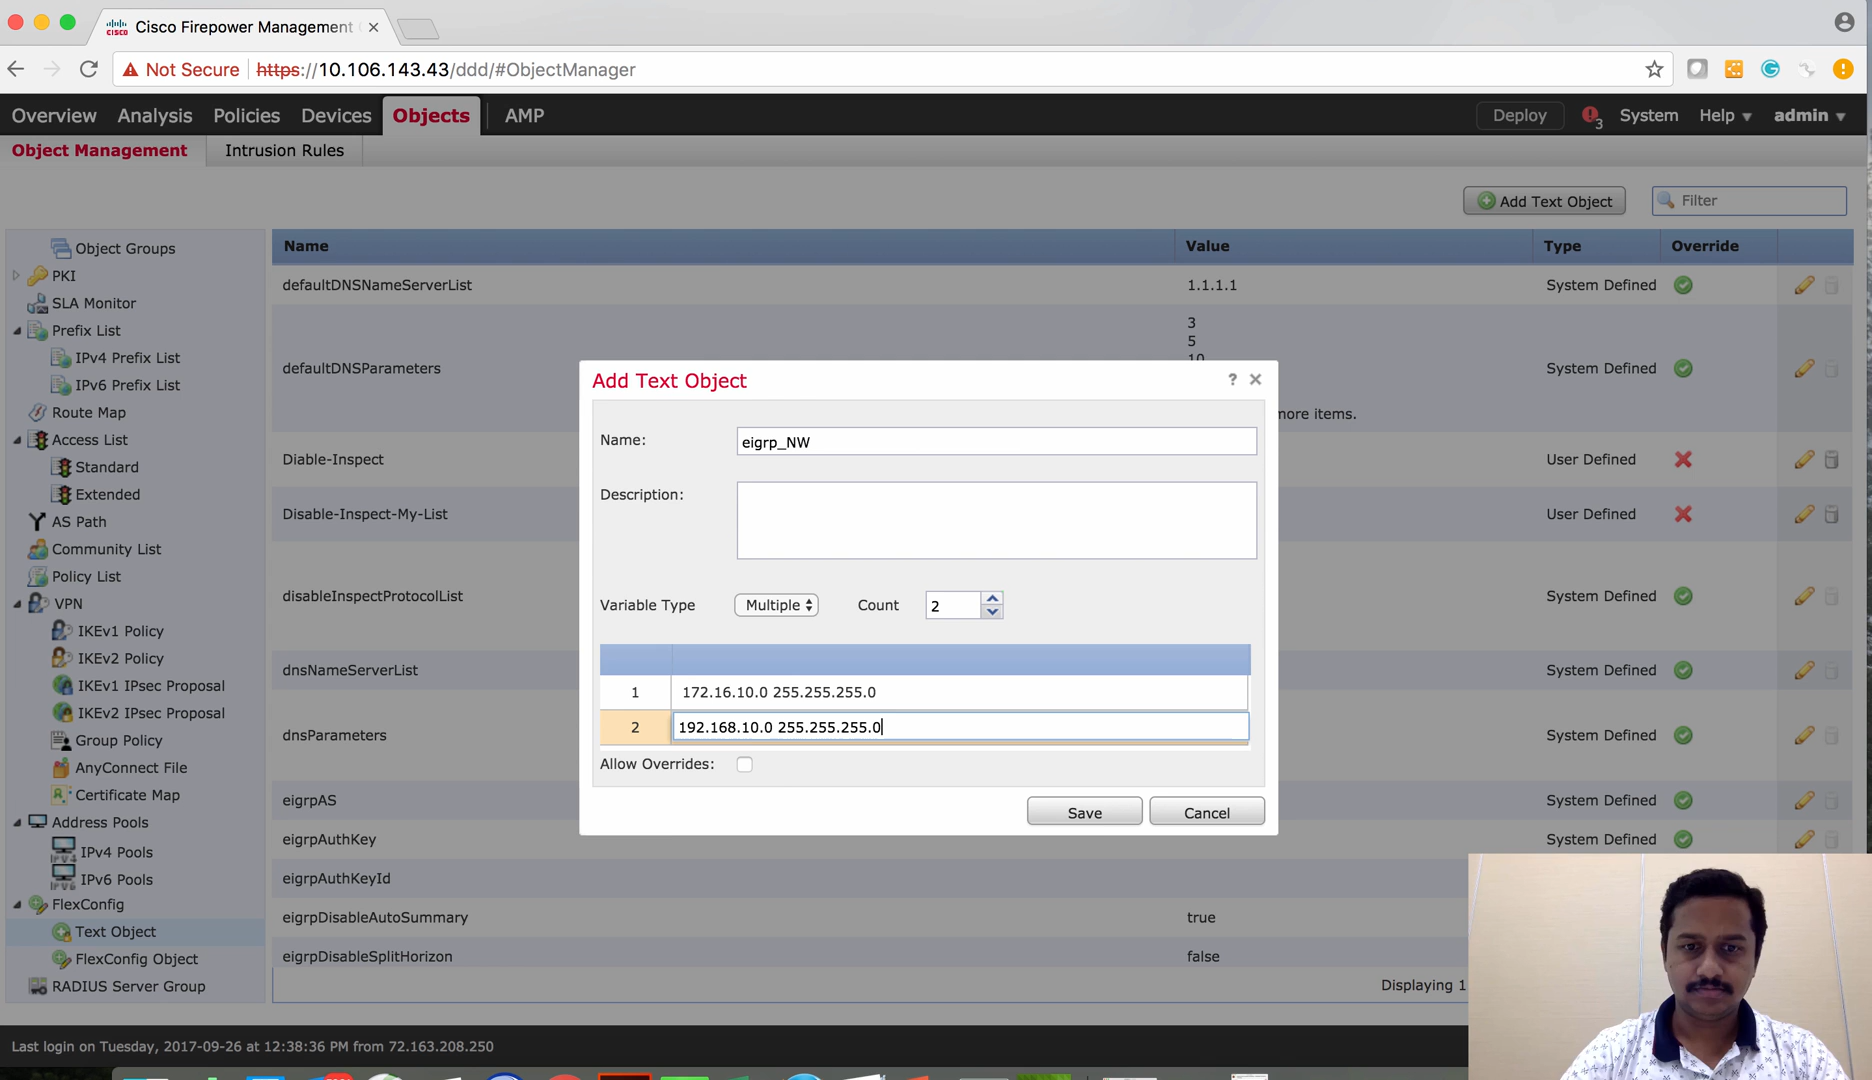 Cisco Firepower Management
Not Secure https://10.106.143.43/ddd/#ObjectManager
Overview Analysis Policies Devices Objects AMP Deploy 3 System Help admin
Object Management Intrusion Rules
Add Text Object Filter
Object Groups
PKI
SLA Monitor
Prefix List
IPv4 Prefix List
IPv6 Prefix List
Route Map
Access List
Standard
Extended
AS Path
Community List
Policy List
VPN
IKEv1 Policy
IKEv2 Policy
IKEv1 IPsec Proposal
IKEv2 IPsec Proposal
Group Policy
AnyConnect File
Certificate Map
Address Pools
IPv4 Pools
IPv6 Pools
FlexConfig
Text Object
FlexConfig Object
RADIUS Server Group
Name Value Type Override
defaultDNSNameServerList 1.1.1.1 System Defined
3
5
10
defaultDNSParameters System Defined
more items.
Diable-Inspect User Defined
Disable-Inspect-My-List User Defined
disableInspectProtocolList System Defined
dnsNameServerList System Defined
dnsParameters System Defined
eigrpAS System Defined
eigrpAuthKey System Defined
eigrpAuthKeyId
eigrpDisableAutoSummary true
eigrpDisableSplitHorizon false
Displaying 1
Add Text Object ?
Name: eigrp_NW
Description:
Variable Type Multiple Count 2
1 172.16.10.0 255.255.255.0
2 192.168.10.0 255.255.255.0
Allow Overrides:
Save Cancel
Last login on Tuesday, 2017-09-26 at 12:38:36 PM from 72.163.208.250